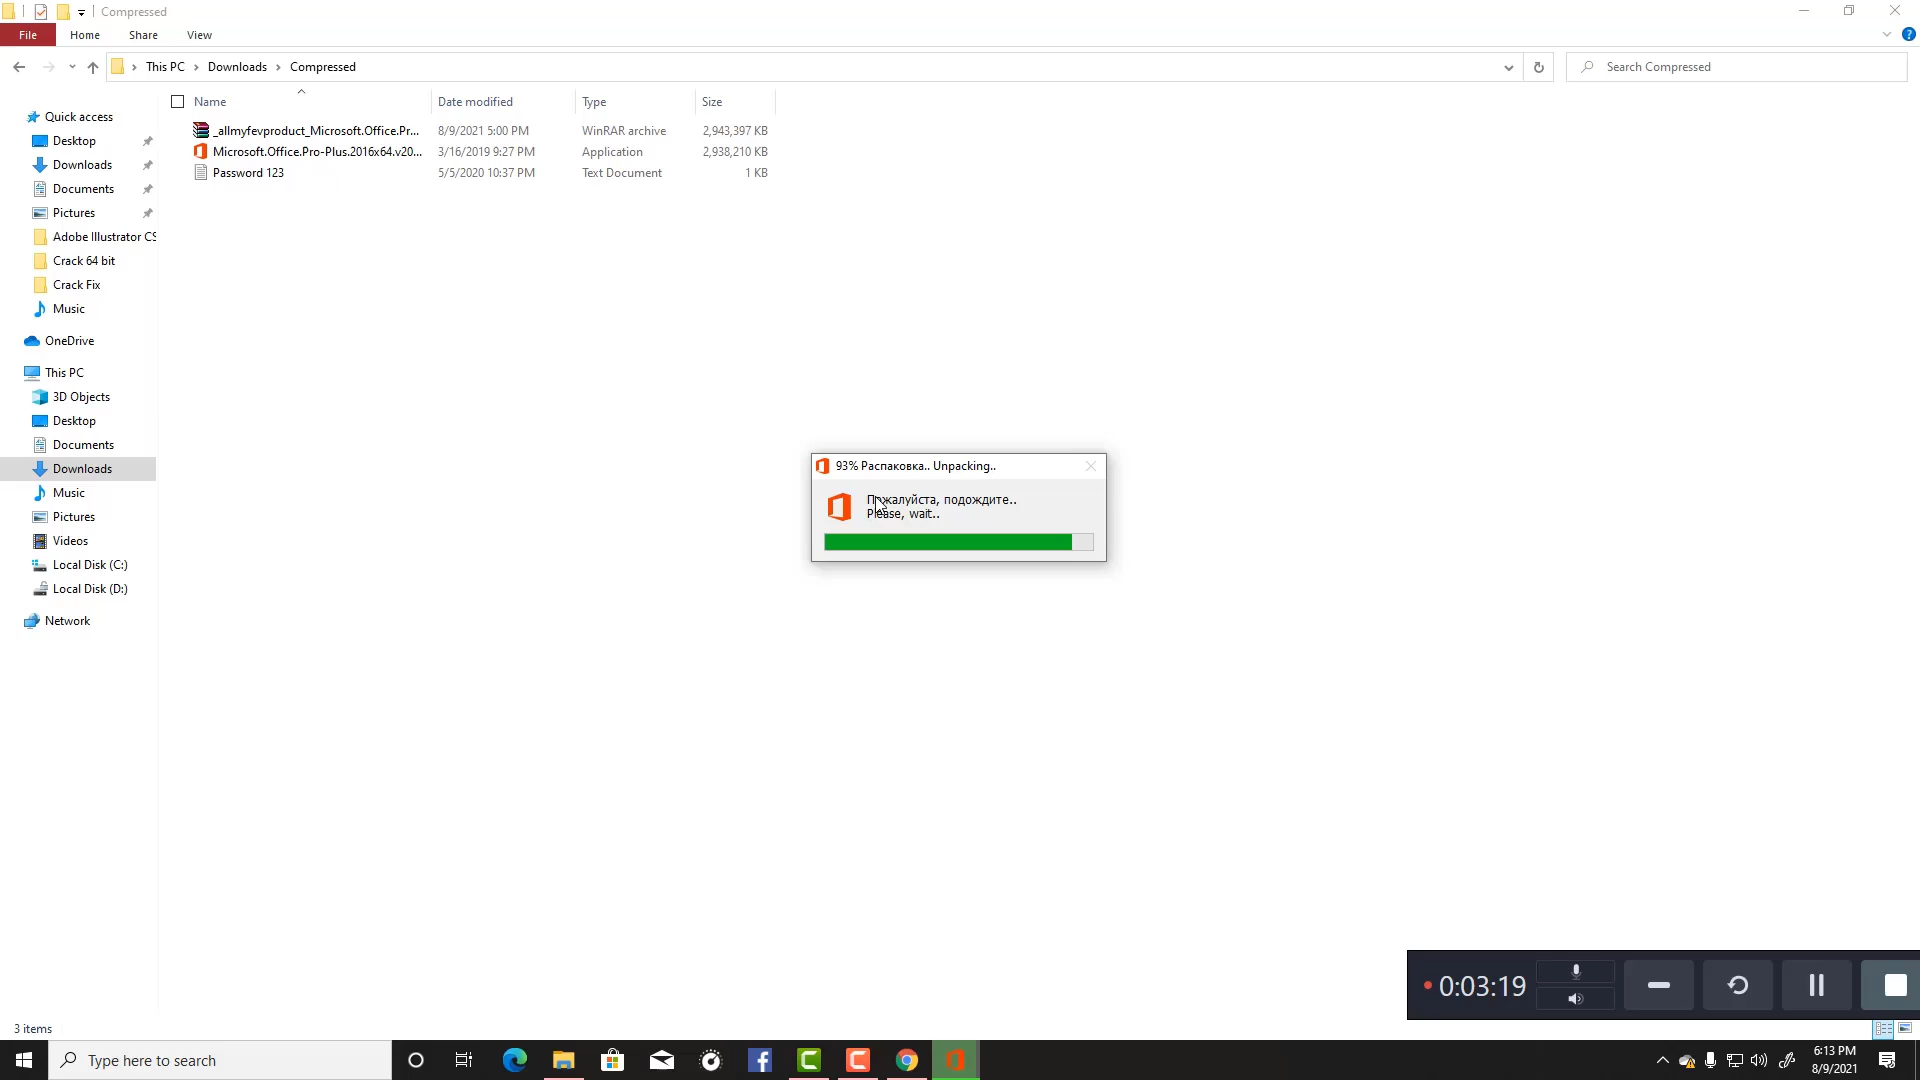 Compressed
File
Home
Share
View
This PC
Downloads
Compressed
Search Compressed
Name
Date modified
Type
Size
_allmyfevproduct_Microsoft.Office.Pr...
8/9/2021 5:00 PM
WinRAR archive
2,943,397 KB
Microsoft.Office.Pro-Plus.2016x64.v20...
3/16/2019 9:27 PM
Application
2,938,210 KB
Password 123
5/5/2020 10:37 PM
Text Document
1 KB
Quick access
Desktop
Downloads
Documents
Pictures
Adobe Illustrator CS
Crack 64 bit
Crack Fix
Music
OneDrive
This PC
3D Objects
Desktop
Documents
Downloads
Music
Pictures
Videos
Local Disk (C:)
Local Disk (D:)
Network
93% Распаковка.. Unpacking..
Пожалуйста, подождите..
Please, wait..
0:03:19
3 items
Type here to search
6:13 PM
8/9/2021